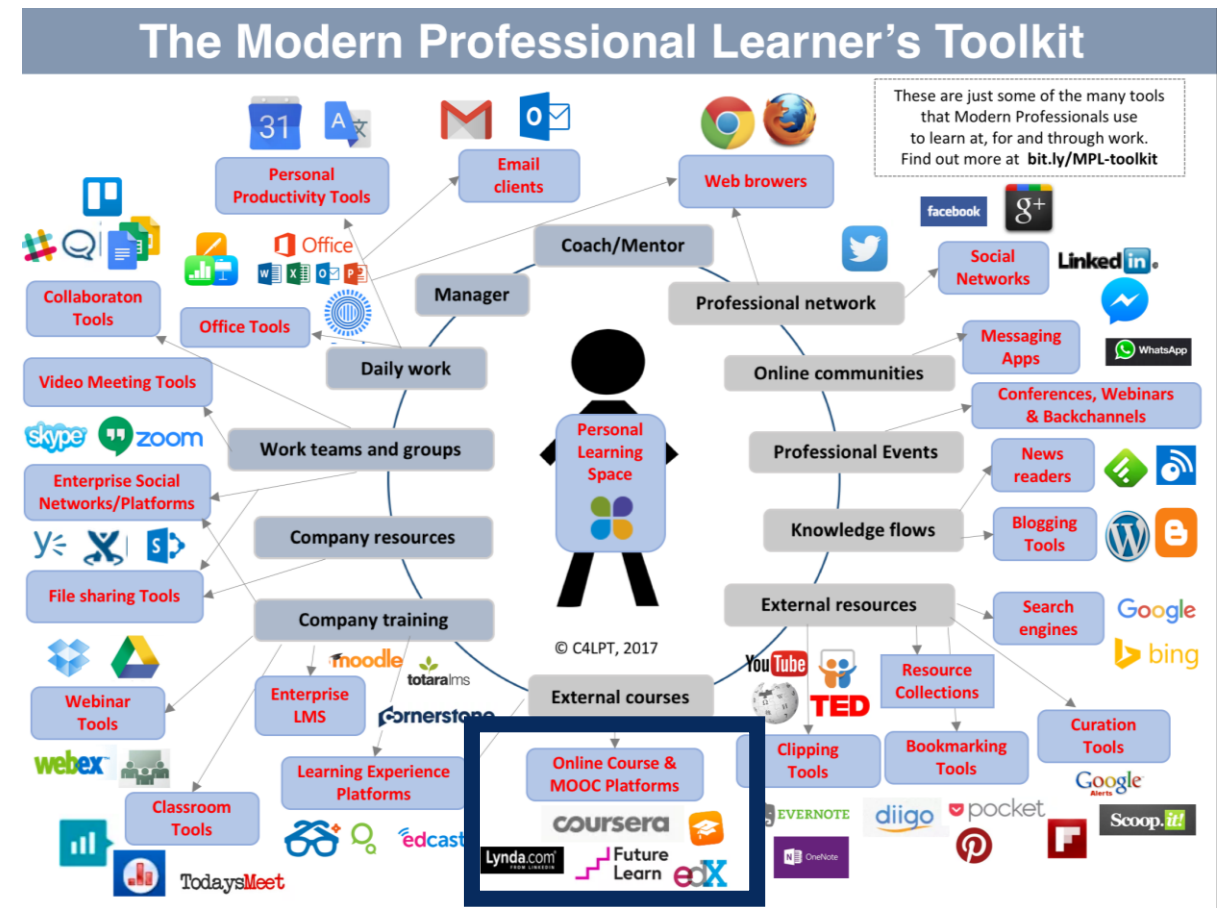 The Modern Professional Learner's Toolkit
These are just some of the many tools
that Modern Professionals use
to learn at, for and through work.
Find out more at bit.ly/MPL-toolkit
31
A
Personal
Productivity Tools
Email
clients
Web browers
facebook
g+
Social
Networks
Linked in
Office
Coach/Mentor
Manager
Professional network
Collaboraton
Tools
Office Tools
Messaging
Apps
WhatsApp
Daily work
Online communities
Video Meeting Tools
Conferences, Webinars
& Backchannels
skype
zoom
Work teams and groups
Personal
Learning
Space
Professional Events
News
readers
Enterprise Social
Networks/Platforms
Company resources
Knowledge flows
Blogging
Tools
File sharing Tools
Company training
External resources
Search
engines
Google
bing
© C4LPT, 2017
moodle
totaralms
YouTube
TED
Resource
Collections
Webinar
Tools
Enterprise
LMS
cornerstone
External courses
Curation
Tools
webex
Learning Experience
Platforms
Online Course &
MOOC Platforms
Clipping
Tools
Bookmarking
Tools
Google
Alerts
Classroom
Tools
edcast
coursera
EVERNOTE
diigo
pocket
Scoop.it!
Lynda.com
FROM LINKEDIN
Future
Learn
edX
OneNote
TodaysMeet